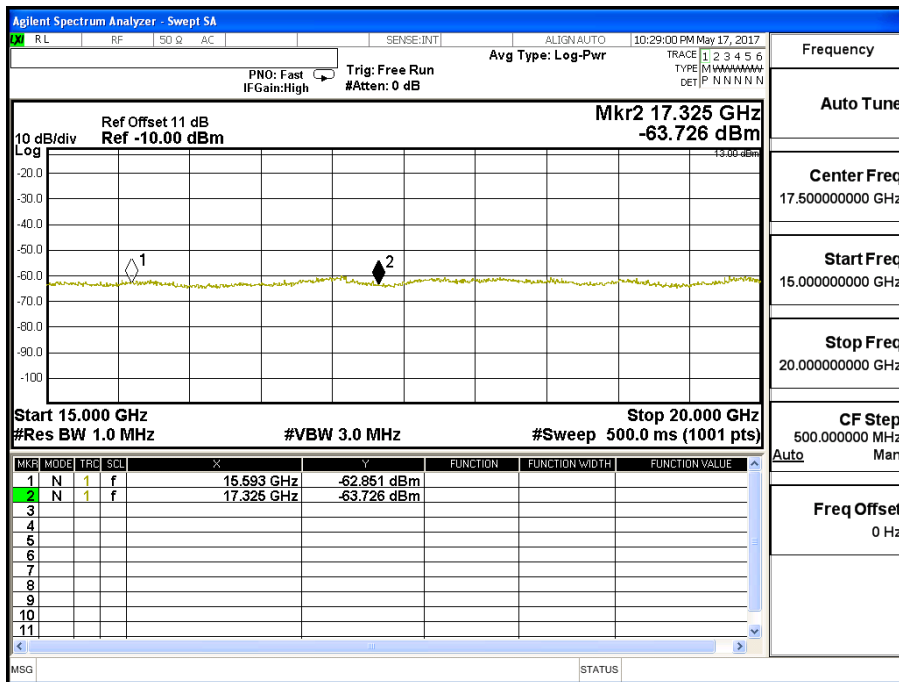 Agilent Spectrum Analyzer - Swept SA
LXI RL RF 50 Ω AC SENSE:INT ALIGNAUTO 10:29:00 PM May 17, 2017
Frequency
Avg Type: Log-Pwr
TRACE 1 2 3 4 5 6
TYPE MWWWWW
DET P N N N N N
PNO: Fast Trig: Free Run
IFGain:High #Atten: 0 dB
Auto Tune
Mkr2 17.325 GHz
-63.726 dBm
Ref Offset 11 dB
10 dB/div Ref -10.00 dBm
Log
13.00 dBm
-20.0
-30.0
-40.0
-50.0
-60.0
-70.0
-80.0
-90.0
-100
1
2
Center Freq
17.500000000 GHz
Start Freq
15.000000000 GHz
Stop Freq
20.000000000 GHz
Start 15.000 GHz Stop 20.000 GHz
#Res BW 1.0 MHz #VBW 3.0 MHz #Sweep 500.0 ms (1001 pts)
CF Step
500.000000 MHz
Auto Man
MKR MODE TRC SCL X Y FUNCTION FUNCTION WIDTH FUNCTION VALUE
1 N 1 f 15.593 GHz -62.851 dBm
2 N 1 f 17.325 GHz -63.726 dBm
3
4
5
6
7
8
9
10
11
Freq Offset
0 Hz
MSG STATUS